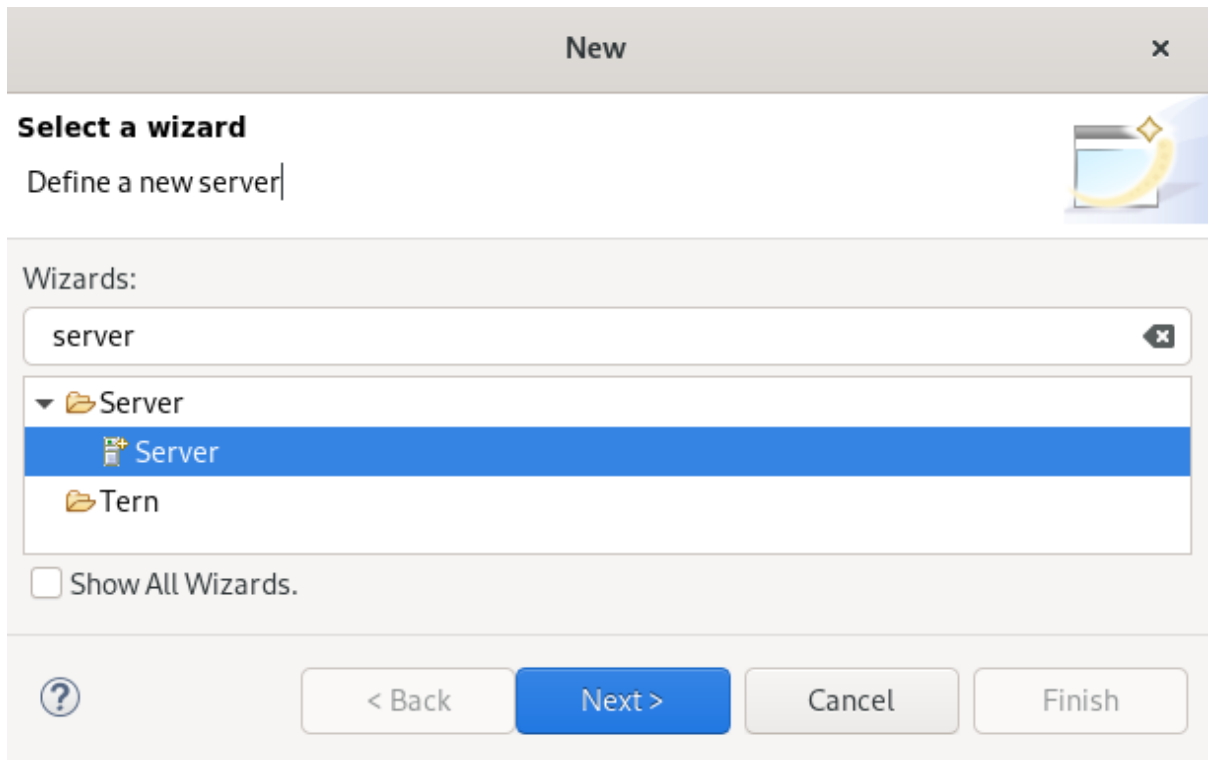 New
Select a wizard
Define a new server
Wizards:
server
Server
Server
Tern
Show All Wizards.
? < Back Next > Cancel Finish